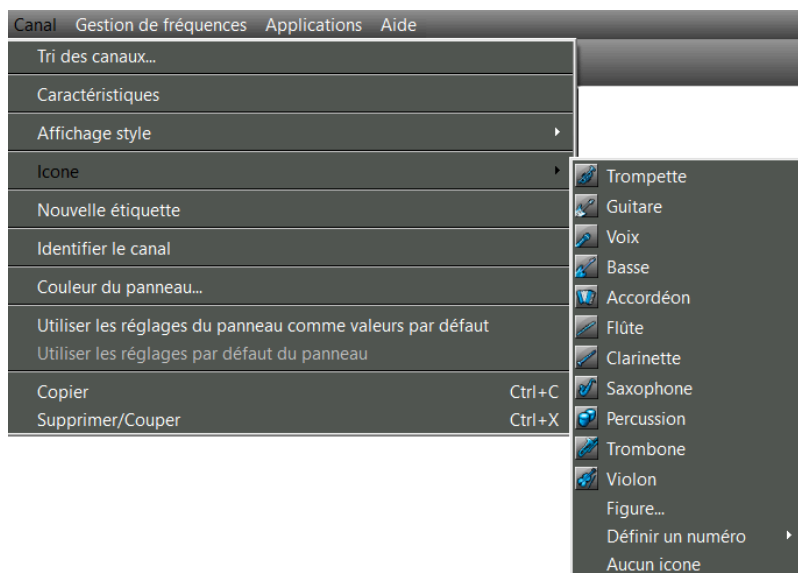 Canal Gestion de fréquences Applications Aide
Tri des canaux...
Caractéristiques
Affichage style
Icone
Nouvelle étiquette
Identifier le canal
Couleur du panneau...
Utiliser les réglages du panneau comme valeurs par défaut
Utiliser les réglages par défaut du panneau
Copier Ctrl+C
Supprimer/Couper Ctrl+X
Trompette
Guitare
Voix
Basse
Accordéon
Flûte
Clarinette
Saxophone
Percussion
Trombone
Violon
Figure...
Définir un numéro
Aucun icone